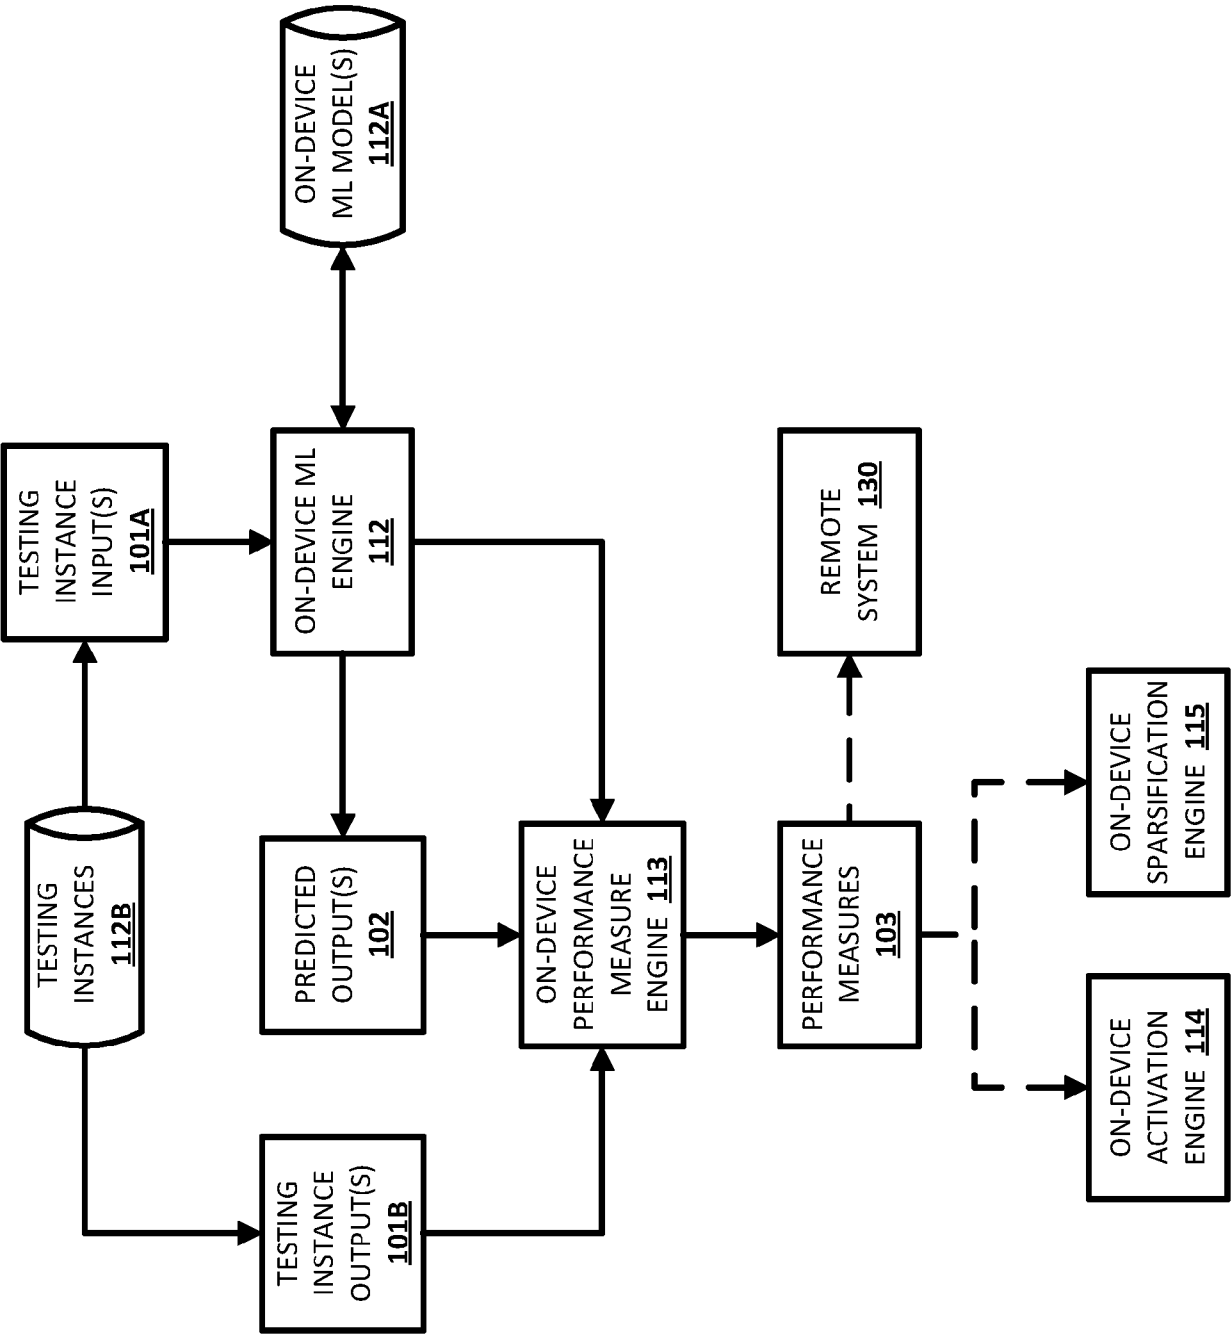 TESTING
INSTANCES
112B
TESTING
INSTANCE
INPUT(S)
101A
TESTING
INSTANCE
OUTPUT(S)
101B
PREDICTED
OUTPUT(S)
102
ON-DEVICE ML
ENGINE
112
ON-DEVICE
ML MODEL(S)
112A
ON-DEVICE
PERFORMANCE
MEASURE
ENGINE 113
PERFORMANCE
MEASURES
103
REMOTE
SYSTEM 130
ON-DEVICE
ACTIVATION
ENGINE 114
ON-DEVICE
SPARSIFICATION
ENGINE 115